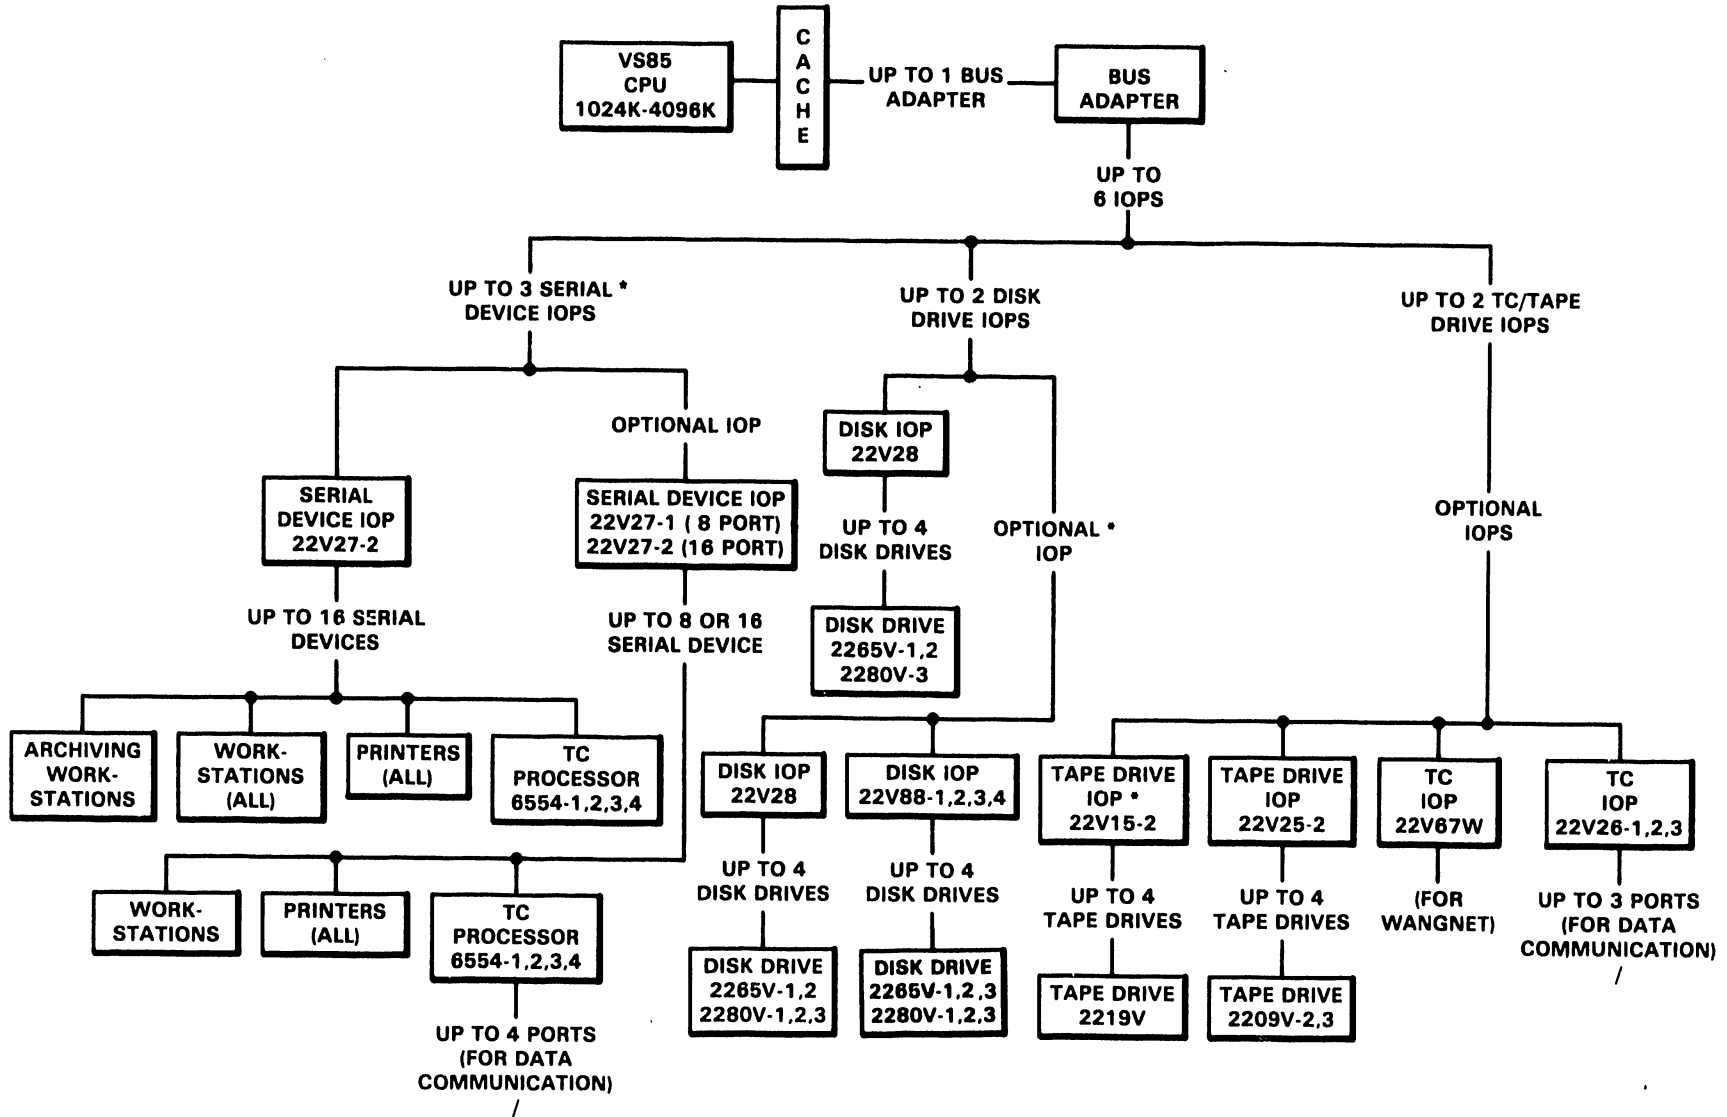 VS85
CPU
1024K-4096K
C
A
C
H
E
UP TO 1 BUS
ADAPTER
BUS
ADAPTER
UP TO
6 IOPS
UP TO 3 SERIAL *
DEVICE IOPS
UP TO 2 DISK
DRIVE IOPS
UP TO 2 TC/TAPE
DRIVE IOPS
OPTIONAL IOP
DISK IOP
22V28
SERIAL
DEVICE IOP
22V27-2
SERIAL DEVICE IOP
22V27-1 ( 8 PORT)
22V27-2 (16 PORT)
UP TO 4
DISK DRIVES
OPTIONAL *
IOP
OPTIONAL
IOPS
UP TO 16 SERIAL
DEVICES
UP TO 8 OR 16
SERIAL DEVICE
DISK DRIVE
2265V-1,2
2280V-3
ARCHIVING
WORK-
STATIONS
WORK-
STATIONS
(ALL)
PRINTERS
(ALL)
TC
PROCESSOR
6554-1,2,3,4
DISK IOP
22V28
DISK IOP
22V88-1,2,3,4
TAPE DRIVE
IOP *
22V15-2
TAPE DRIVE
IOP
22V25-2
TC
IOP
22V67W
TC
IOP
22V26-1,2,3
WORK-
STATIONS
PRINTERS
(ALL)
TC
PROCESSOR
6554-1,2,3,4
UP TO 4
DISK DRIVES
UP TO 4
DISK DRIVES
UP TO 4
TAPE DRIVES
UP TO 4
TAPE DRIVES
(FOR
WANGNET)
UP TO 3 PORTS
(FOR DATA
COMMUNICATION)
DISK DRIVE
2265V-1,2
2280V-1,2,3
DISK DRIVE
2265V-1,2,3
2280V-1,2,3
TAPE DRIVE
2219V
TAPE DRIVE
2209V-2,3
UP TO 4 PORTS
(FOR DATA
COMMUNICATION)